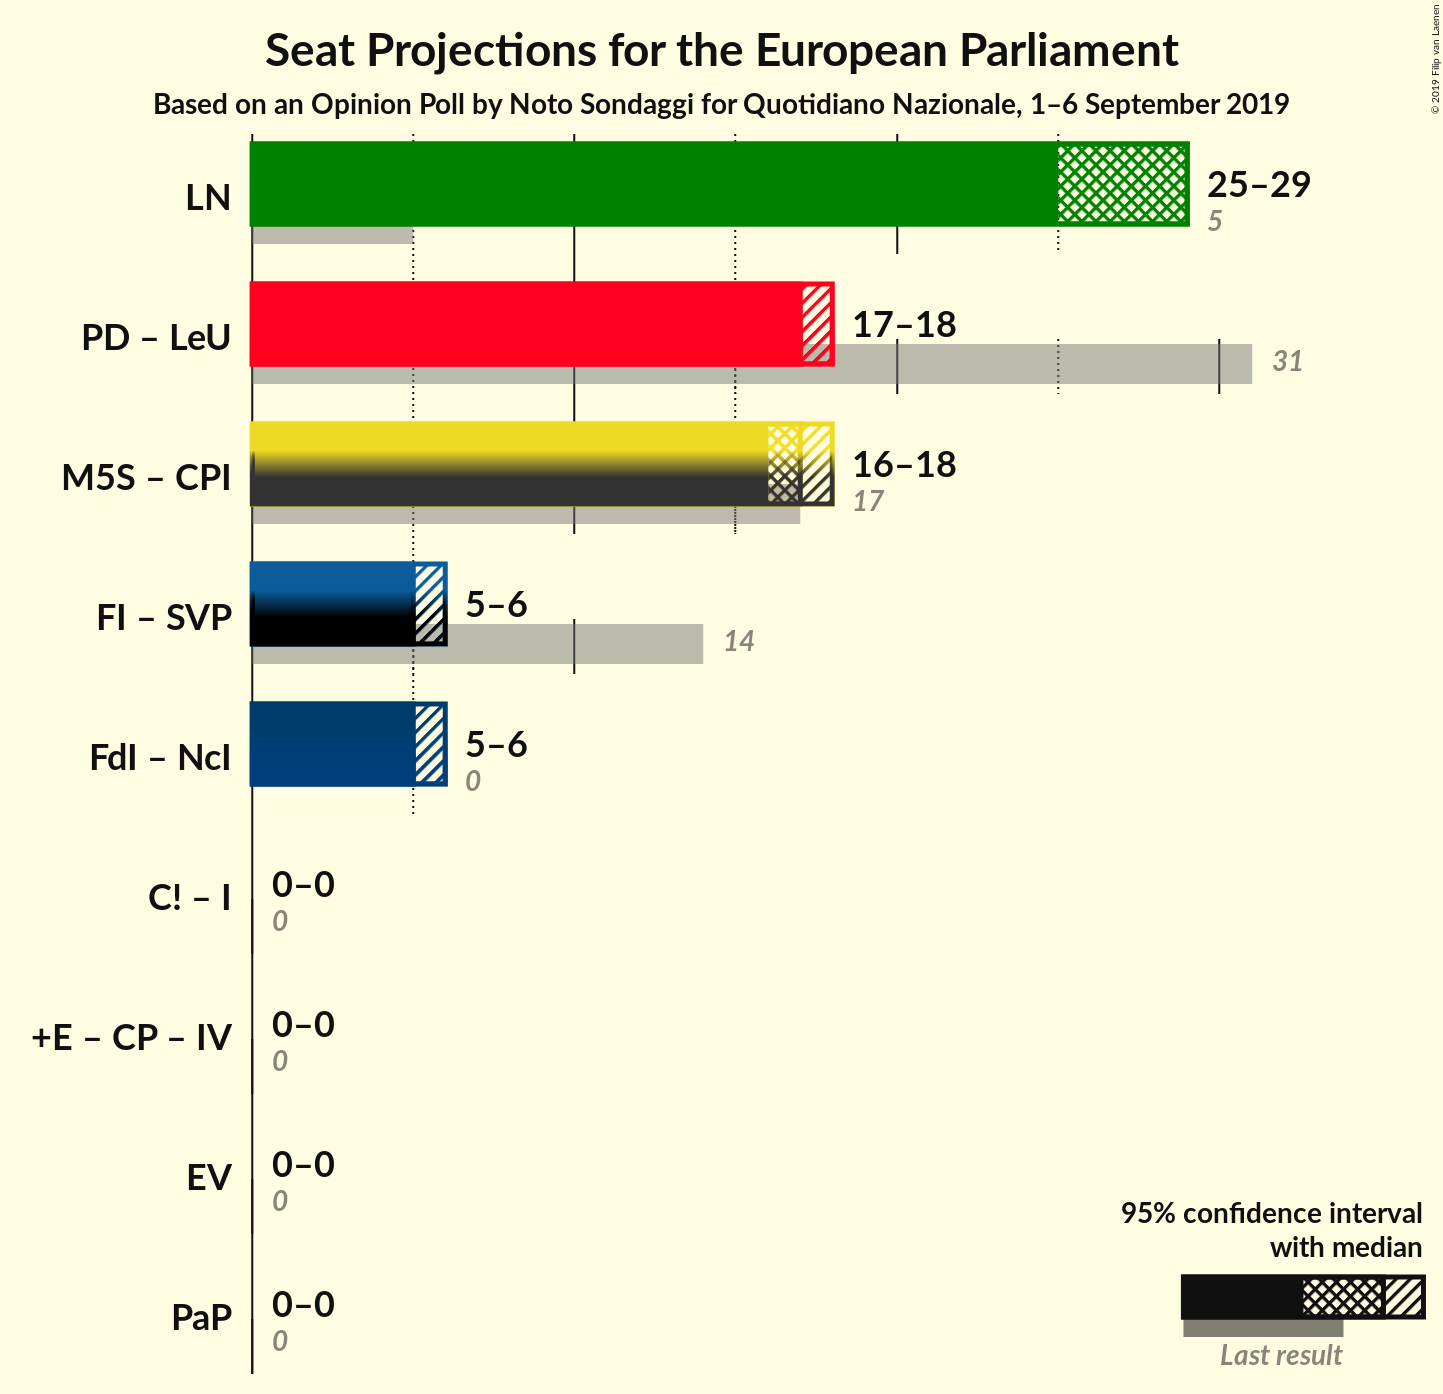 Seat Projections for the European Parliament
Based on an Opinion Poll by Noto Sondaggi for Quotidiano Nazionale, 1–6 September 2019
© 2019 Filip van Laenen
LN
25–29
5
PD – LeU
17–18
31
M5S – CPI
16–18
17
FI – SVP
5–6
14
FdI – NcI
5–6
0
C! – I
0–0
0
+E – CP – IV
0–0
0
EV
0–0
0
PaP
0–0
0
95% confidence interval
with median
Last result